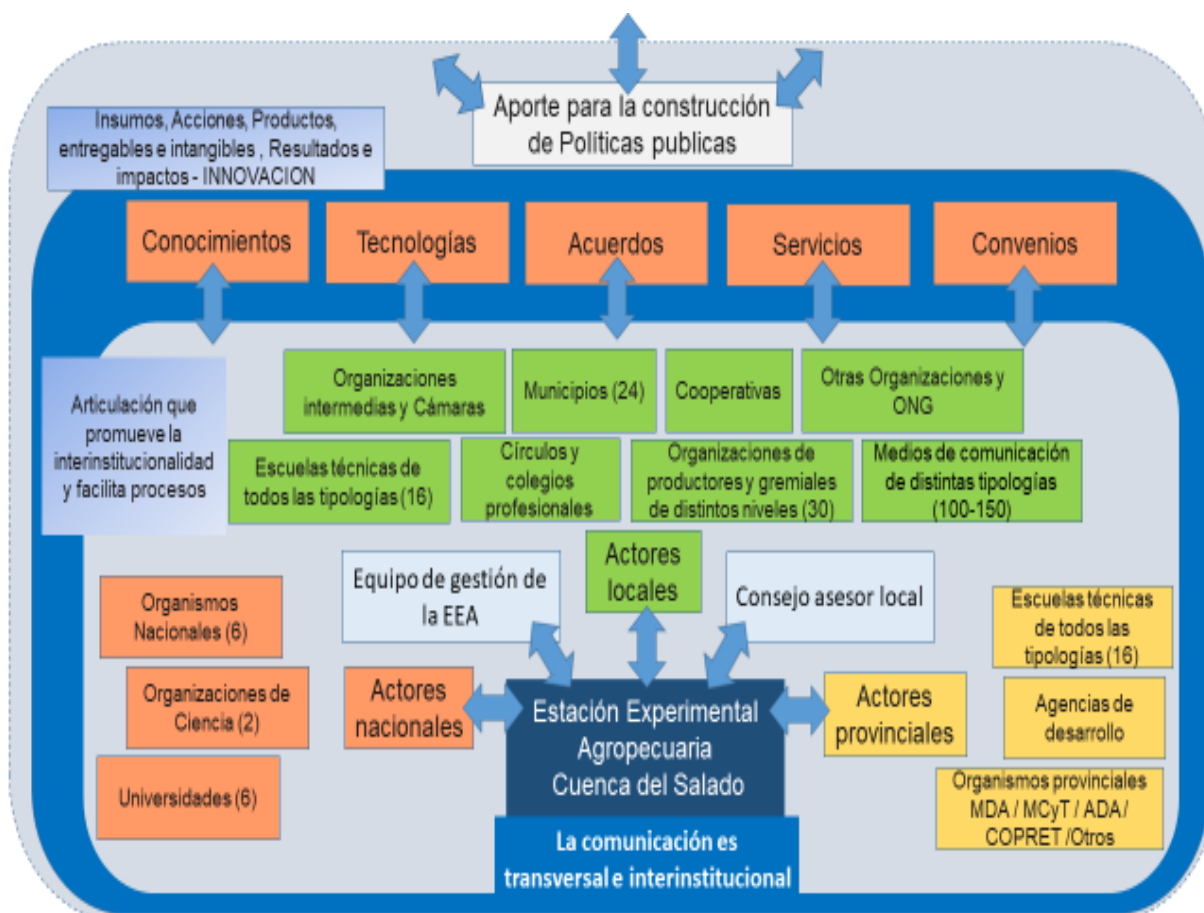 Aporte para la construcción
de Políticas publicas
Insumos, Acciones, Productos,
entregables e intangibles , Resultados e
impactos - INNOVACION
Conocimientos
Tecnologías
Acuerdos
Servicios
Convenios
Articulación que
promueve la
interinstitucionalidad
y facilita procesos
Organizaciones
intermedias y Cámaras
Municipios (24)
Cooperativas
Otras Organizaciones y
ONG
Escuelas técnicas de
todos las tipologías (16)
Círculos y
colegios
profesionales
Organizaciones de
productores y gremiales
de distintos niveles (30)
Medios de comunicación
de distintas tipologías
(100-150)
Equipo de gestión de
la EEA
Actores
locales
Consejo asesor local
Organismos
Nacionales (6)
Organizaciones de
Ciencia (2)
Universidades (6)
Actores
nacionales
Estación Experimental
Agropecuaria
Cuenca del Salado
Actores
provinciales
Escuelas técnicas
de todos las
tipologías (16)
Agencias de
desarrollo
Organismos provinciales
MDA / MCyT / ADA /
COPRET /Otros
La comunicación es
transversal e interinstitucional